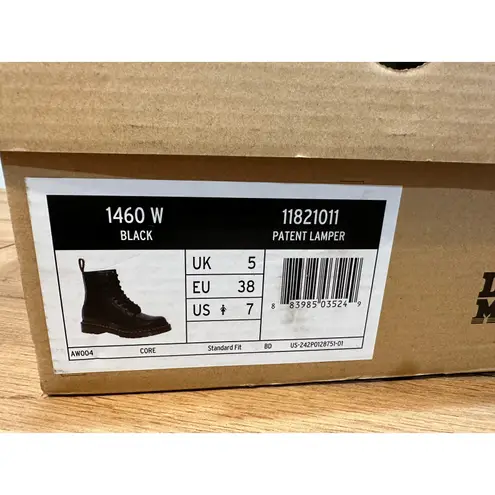 1460 W
BLACK
11821011
PATENT LAMPER
UK 5
EU 38
US 7
8 83985 03524 9
AW004 CORE Standard Fit BD US-242P0128751-01